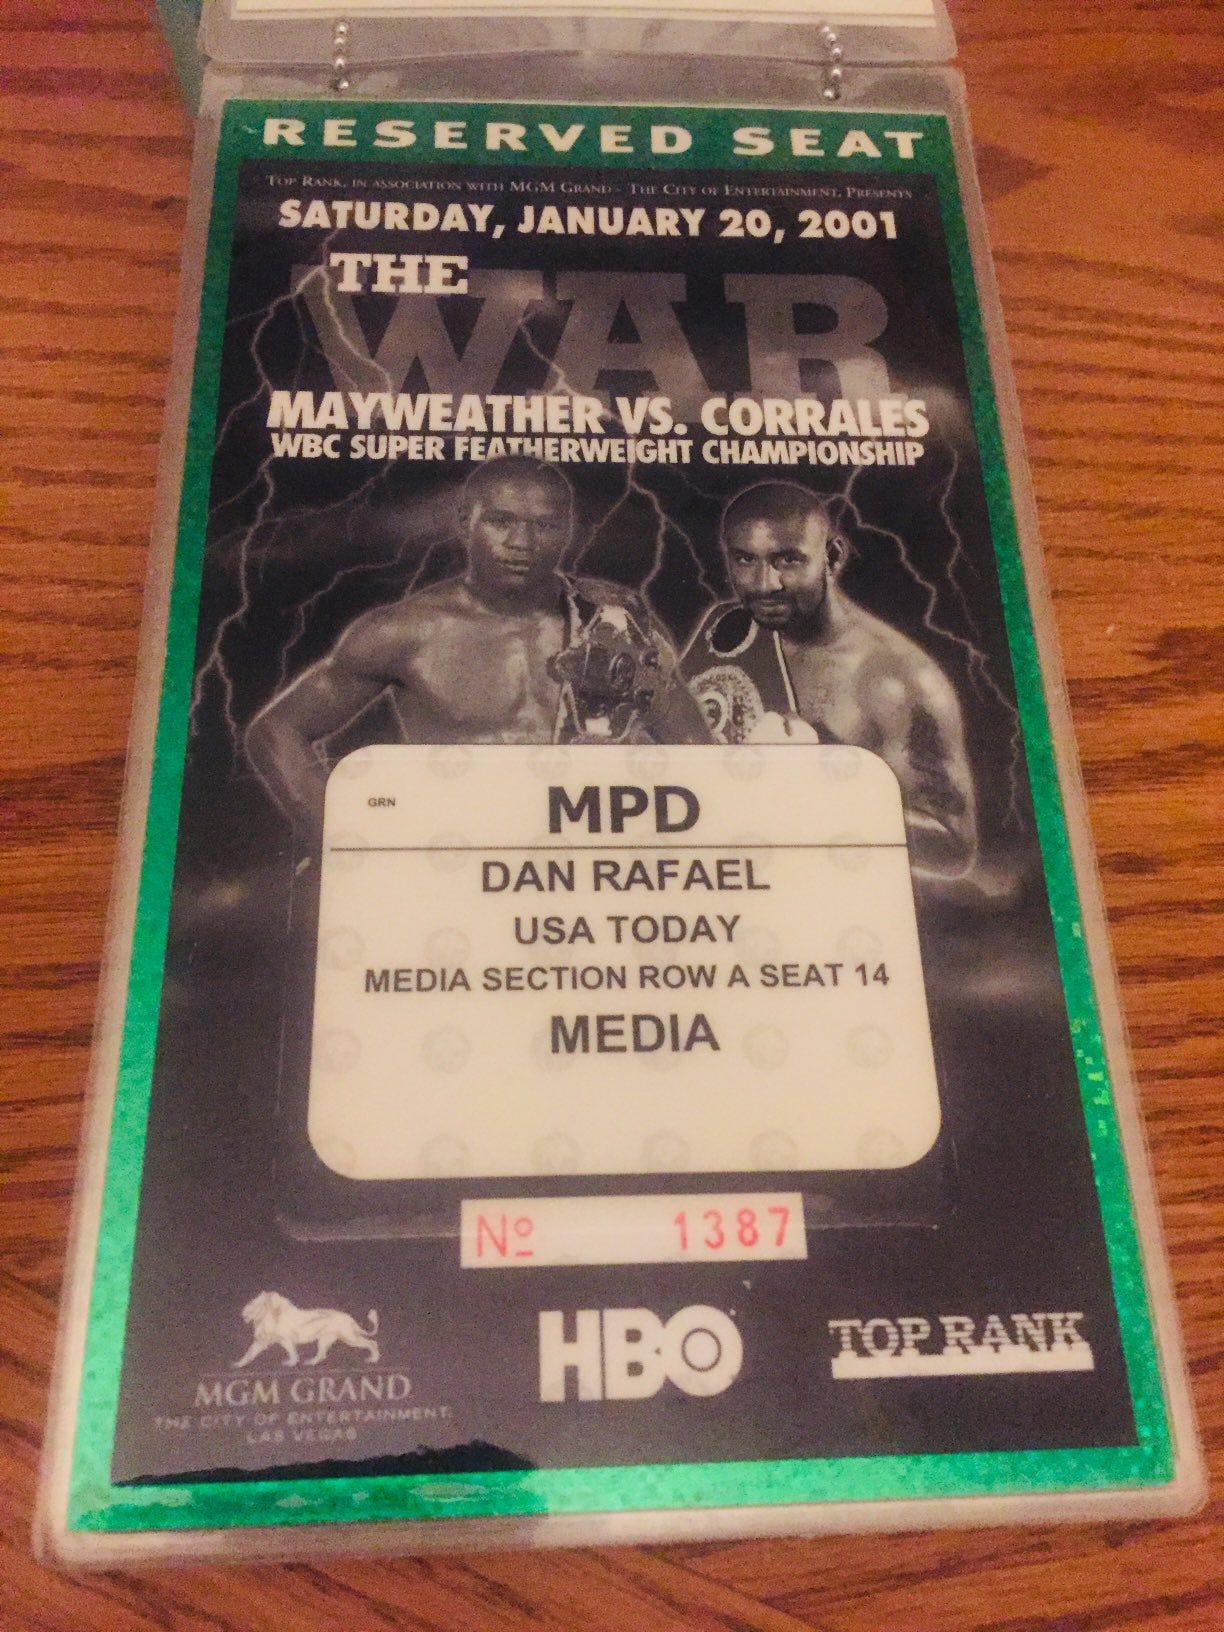 RESERVED SEAT
TOP RANK, IN ASSOCIATION WITH MGM GRAND - THE CITY OF ENTERTAINMENT, PRESENTS
SATURDAY, JANUARY 20, 2001
THE
WAR
MAYWEATHER VS. CORRALES
WBC SUPER FEATHERWEIGHT CHAMPIONSHIP
GRN
MPD
DAN RAFAEL
USA TODAY
MEDIA SECTION ROW A SEAT 14
MEDIA
Nº 1387
MGM GRAND
THE CITY OF ENTERTAINMENT
LAS VEGAS
HBO
TOP RANK